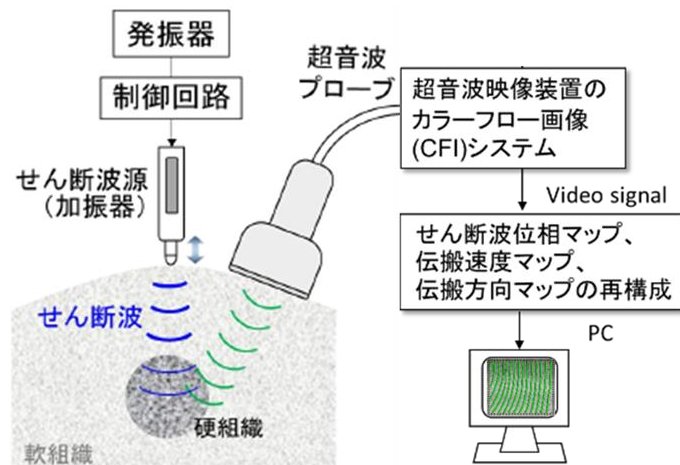 発振器
制御回路
せん断波源
（加振器）
せん断波
軟組織
硬組織
超音波
プローブ
超音波映像装置の
カラーフロー画像
(CFI)システム
Video signal
せん断波位相マップ、
伝搬速度マップ、
伝搬方向マップの再構成
PC